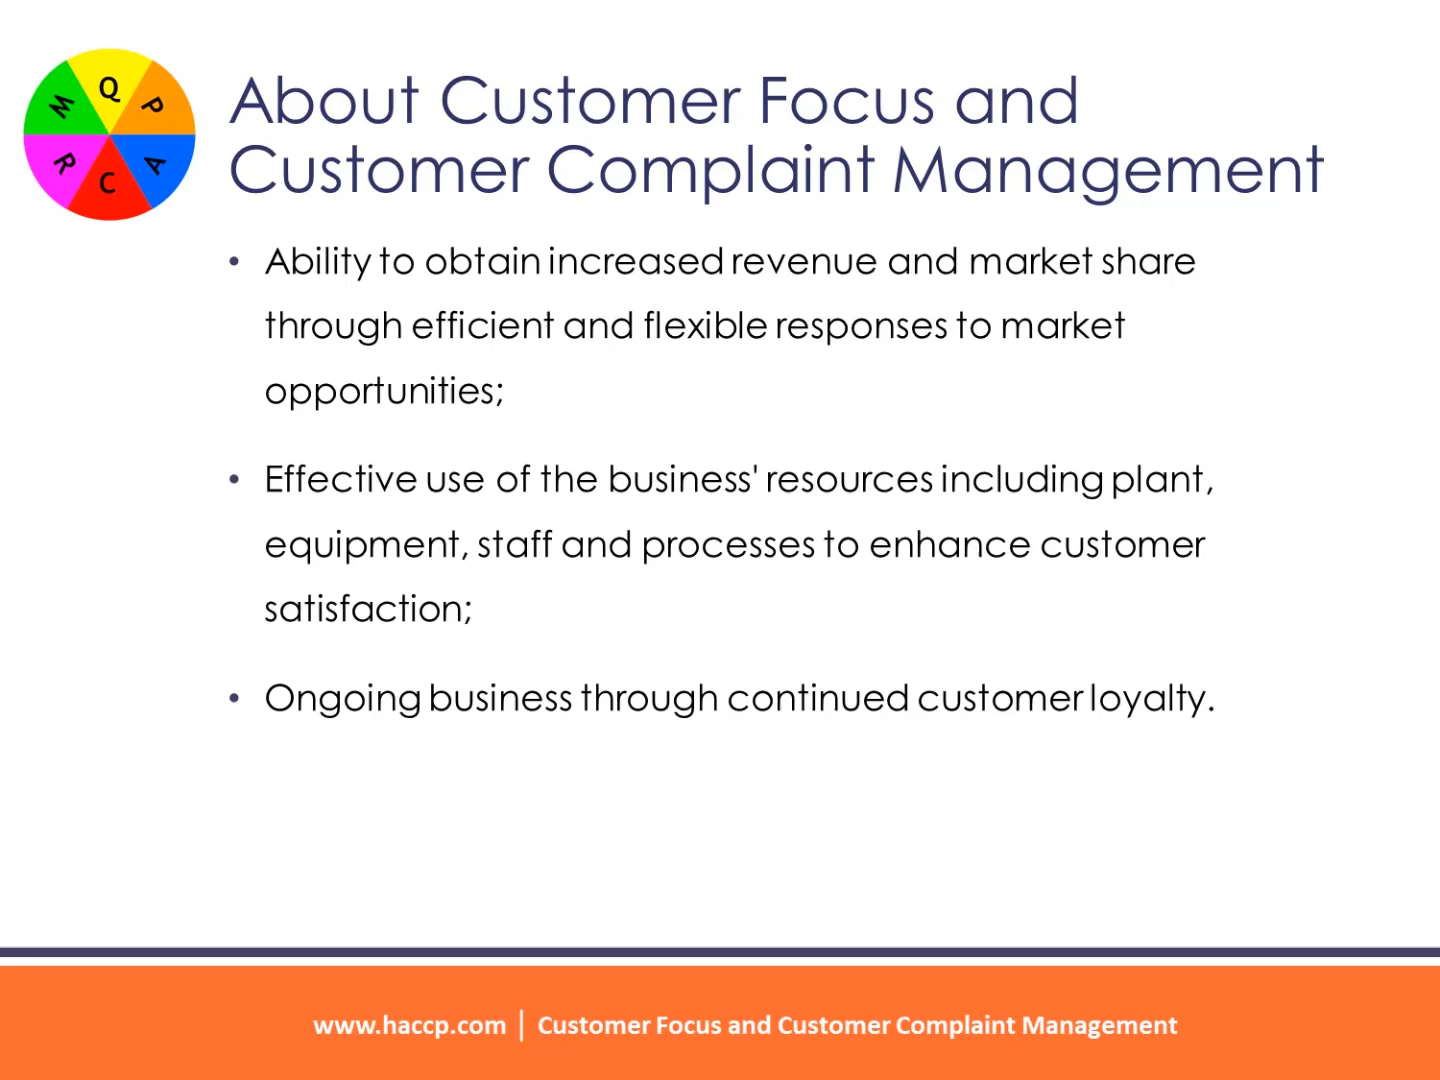 Q
P
A
C
R
M
About Customer Focus and
Customer Complaint Management
• Ability to obtain increased revenue and market share
through efficient and flexible responses to market
opportunities;
• Effective use of the business' resources including plant,
equipment, staff and processes to enhance customer
satisfaction;
• Ongoing business through continued customer loyalty.
www.haccp.com | Customer Focus and Customer Complaint Management